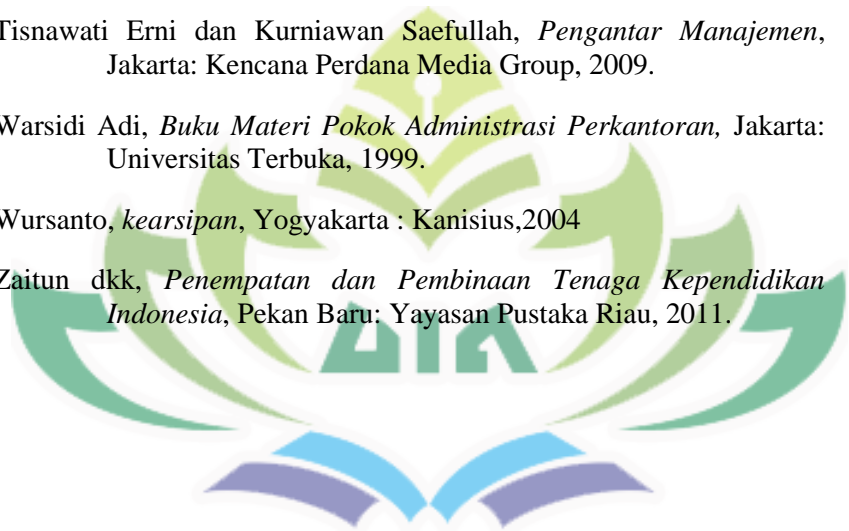 Tisnawati Erni dan Kurniawan Saefullah, Pengantar Manajemen,
Jakarta: Kencana Perdana Media Group, 2009.
Warsidi Adi, Buku Materi Pokok Administrasi Perkantoran, Jakarta:
Universitas Terbuka, 1999.
Wursanto, kearsipan, Yogyakarta : Kanisius,2004
Zaitun dkk, Penempatan dan Pembinaan Tenaga Kependidikan
Indonesia, Pekan Baru: Yayasan Pustaka Riau, 2011.